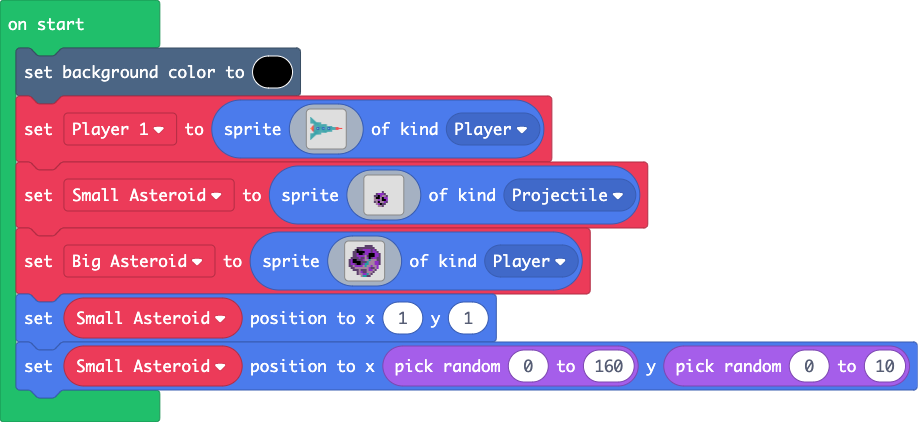 on start
set background color to
set Player 1 to sprite of kind Player
set Small Asteroid to sprite of kind Projectile
set Big Asteroid to sprite of kind Player
set Small Asteroid position to x 1 y 1
set Small Asteroid position to x pick random 0 to 160 y pick random 0 to 10